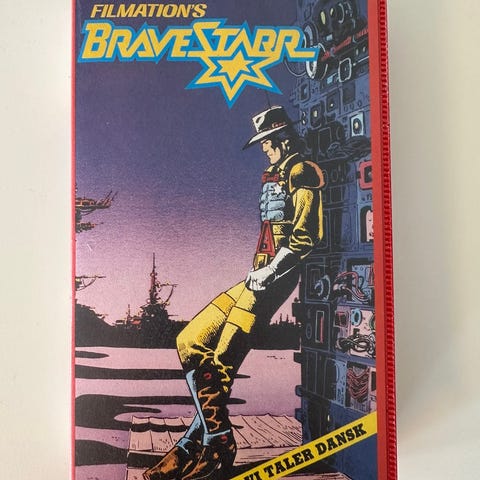 FILMATION'S
BRAVESTARR
VI TALER DANSK